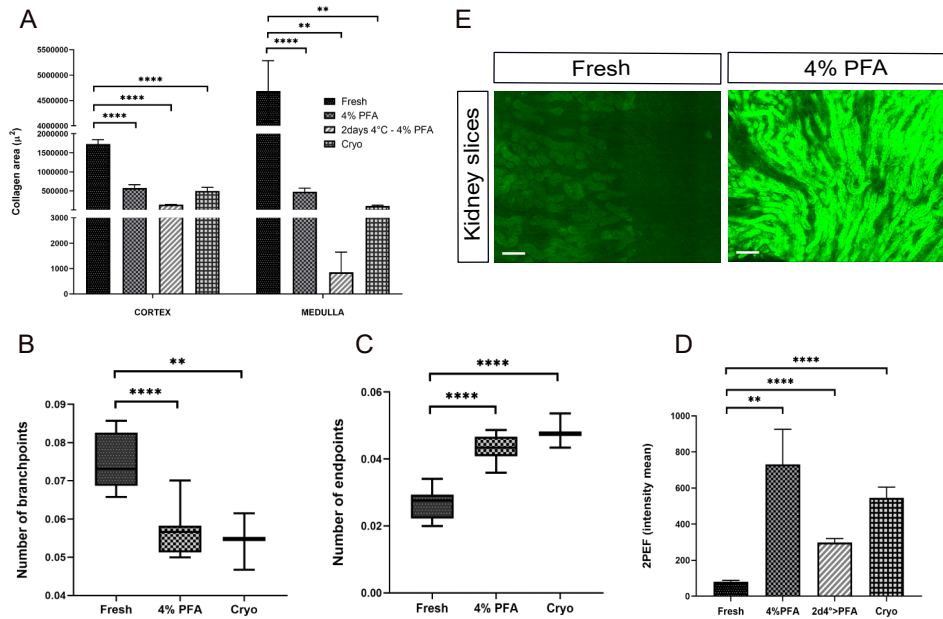 A
Collagen area (μ²)
5500000
5000000
4500000
4000000
2000000
1500000
1000000
500000
0
3000
2000
1000
0
****
****
****
**
**
****
Fresh
4% PFA
2days 4°C - 4% PFA
Cryo
CORTEX
MEDULLA
E
Fresh
4% PFA
Kidney slices
B
Number of branchpoints
0.09
0.08
0.07
0.06
0.05
0.04
**
****
Fresh
4% PFA
Cryo
C
Number of endpoints
0.06
0.04
0.02
0.00
****
****
Fresh
4% PFA
Cryo
D
2PEF (intensity mean)
1000
800
600
400
200
0
****
****
**
Fresh
4%PFA
2d4°>PFA
Cryo